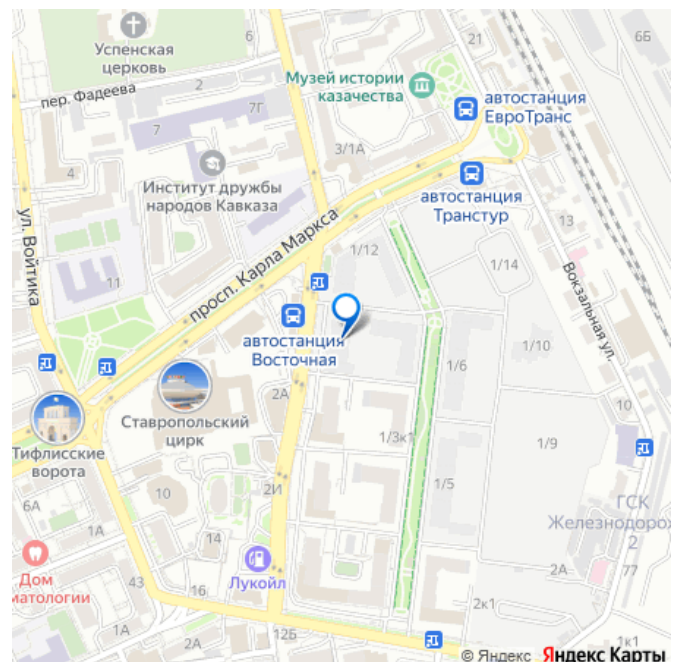 Успенская
церковь
6
21
6Б
пер. Фадеева
2
Музей истории
казачества
автостанция
ЕвроТранс
7
7Г
3/1А
Институт дружбы
народов Кавказа
автостанция
Транстур
ул. Войтика
просп. Карла Маркса
13
1/12
1/14
11
Вокзальная ул.
автостанция
Восточная
1/10
1/6
2А
Ставропольский
цирк
10
Тифлисские
ворота
1/3к1
1/9
2И
10
1/5
6А
ГСК
Железнодорож
2
1А
14
Лукойл
Дом
матологии
43
16
2А
77
2к1
1А
2
12Б
1к1
© Яндекс Яндекс Карты